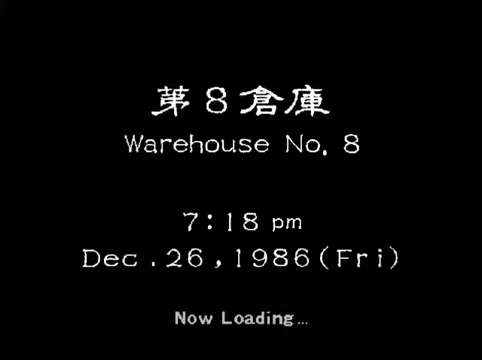 第8倉庫
Warehouse No. 8
7:18 pm
Dec.26,1986(Fri)
Now Loading...